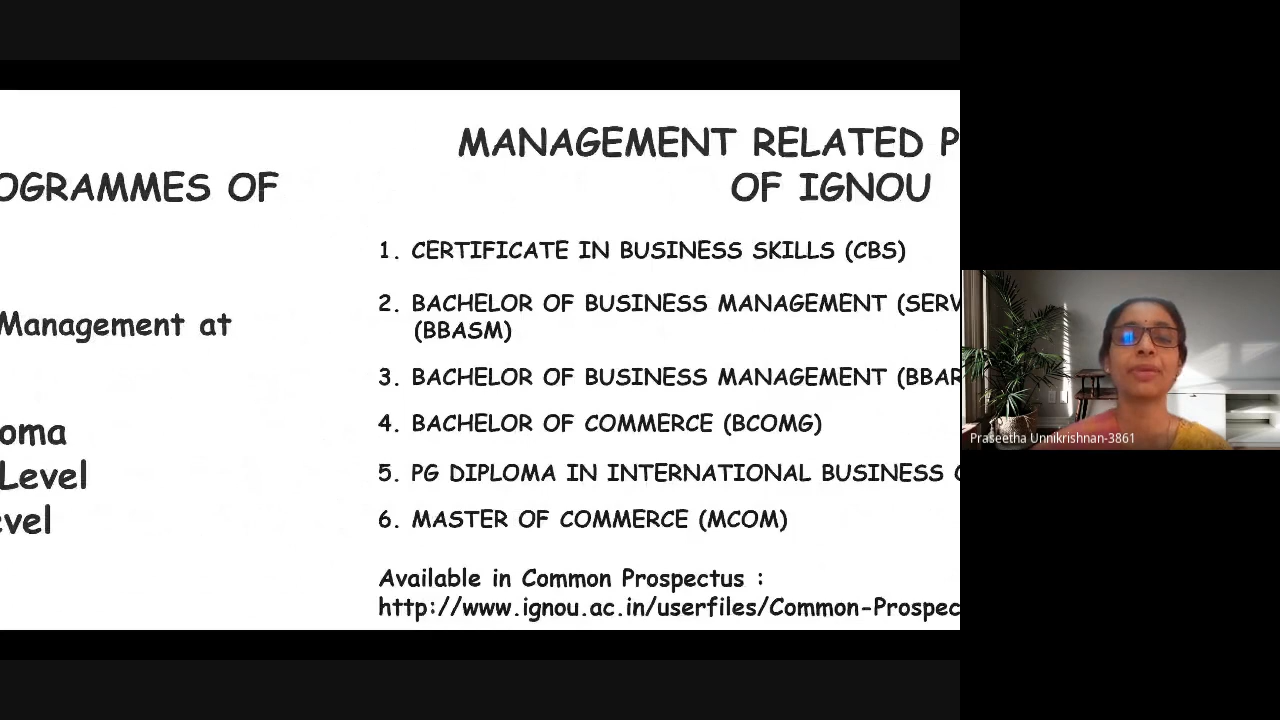 OGRAMMES OF
Management at
oma
Level
evel
MANAGEMENT RELATED P
OF IGNOU
1. CERTIFICATE IN BUSINESS SKILLS (CBS)
2. BACHELOR OF BUSINESS MANAGEMENT (SERV
(BBASM)
3. BACHELOR OF BUSINESS MANAGEMENT (BBAR
4. BACHELOR OF COMMERCE (BCOMG)
5. PG DIPLOMA IN INTERNATIONAL BUSINESS
6. MASTER OF COMMERCE (MCOM)
Available in Common Prospectus :
http://www.ignou.ac.in/userfiles/Common-Prospec
Praseetha Unnikrishnan-3861